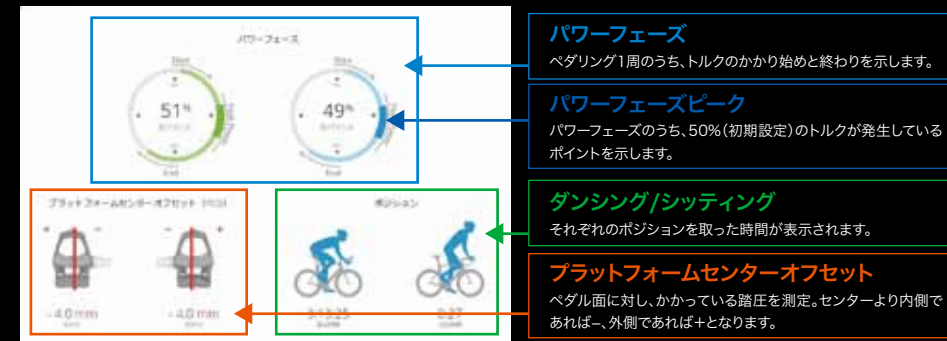 パワーフェーズ
51%
49%
プラットフォームセンターオフセット
ポジション
+ − − +
-4.0 mm
-4.0 mm
0:27
パワーフェーズ
ペダリング1周のうち、トルクのかかり始めと終わりを示します。
パワーフェーズピーク
パワーフェーズのうち、50%(初期設定)のトルクが発生している
ポイントを示します。
ダンシング/シッティング
それぞれのポジションを取った時間が表示されます。
プラットフォームセンターオフセット
ペダル面に対し、かかっている踏圧を測定。センターより内側で
あれば−、外側であれば+となります。